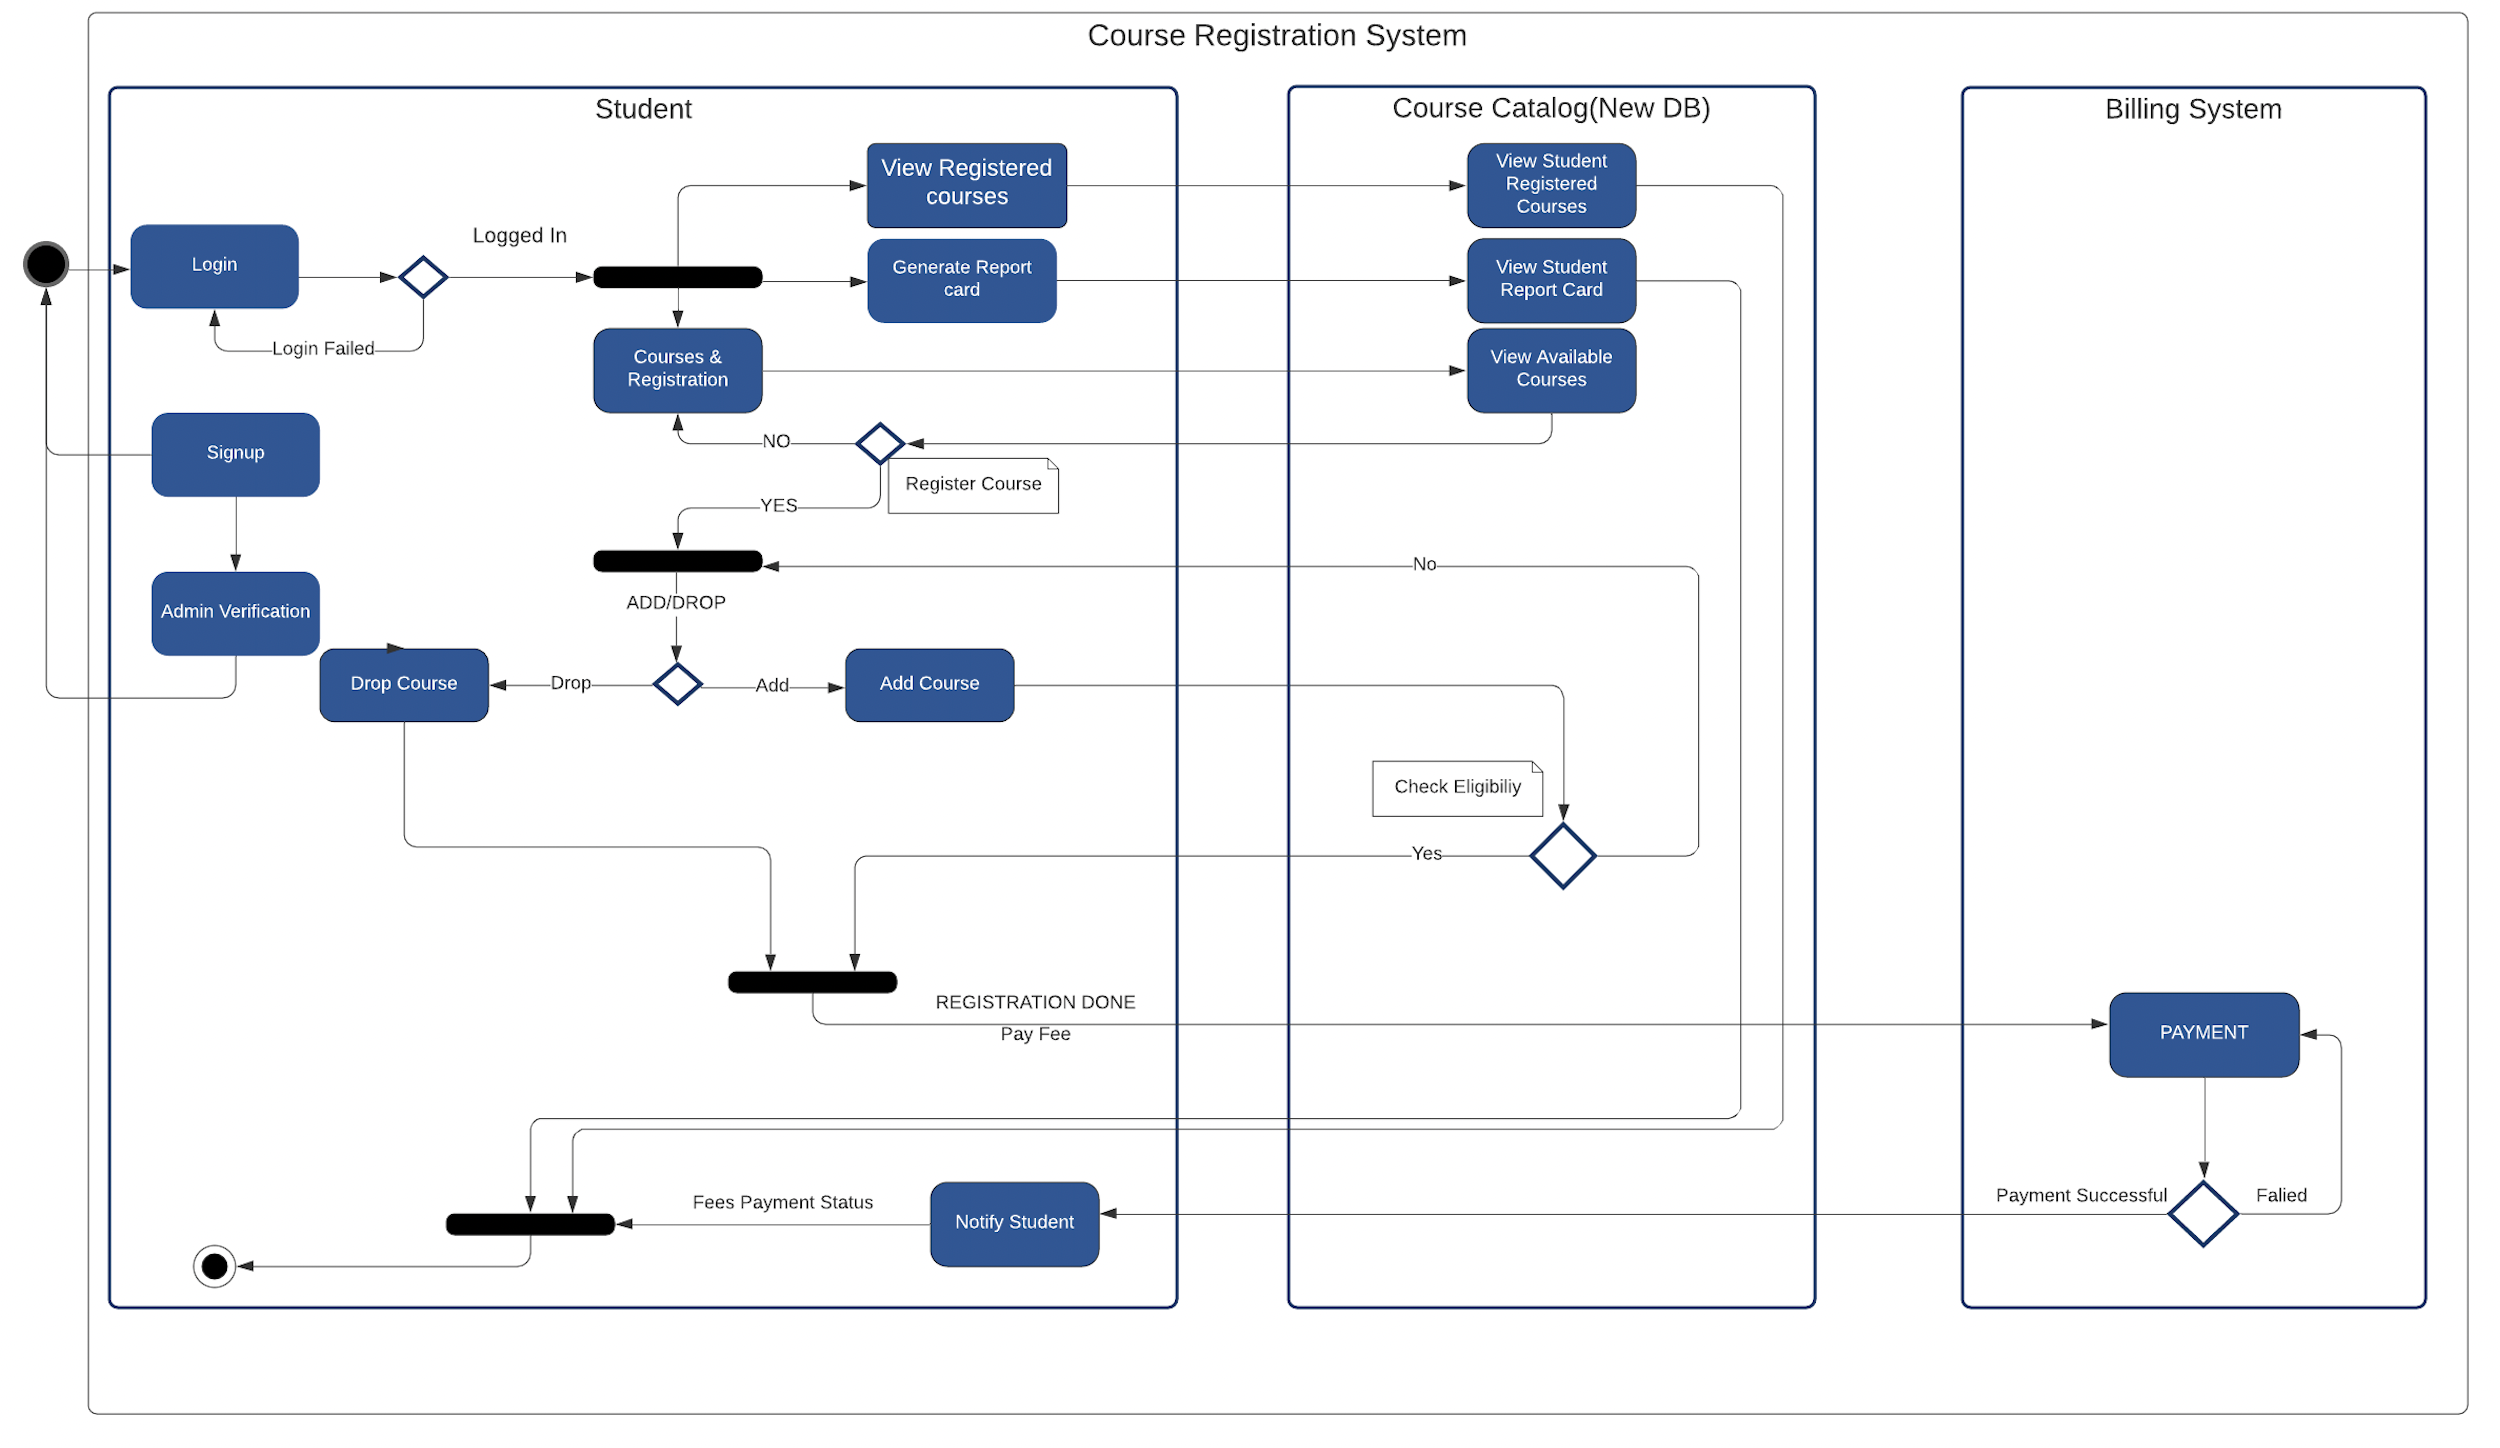 Course Registration System
Student
Course Catalog(New DB)
Billing System
View Registered
courses
View Student
Registered
Courses
Logged In
Login
Generate Report
card
View Student
Report Card
Login Failed
Courses &
Registration
View Available
Courses
NO
Signup
Register Course
YES
No
ADD/DROP
Admin Verification
Drop Course
Drop
Add
Add Course
Check Eligibiliy
Yes
REGISTRATION DONE
Pay Fee
PAYMENT
Payment Successful
Falied
Fees Payment Status
Notify Student